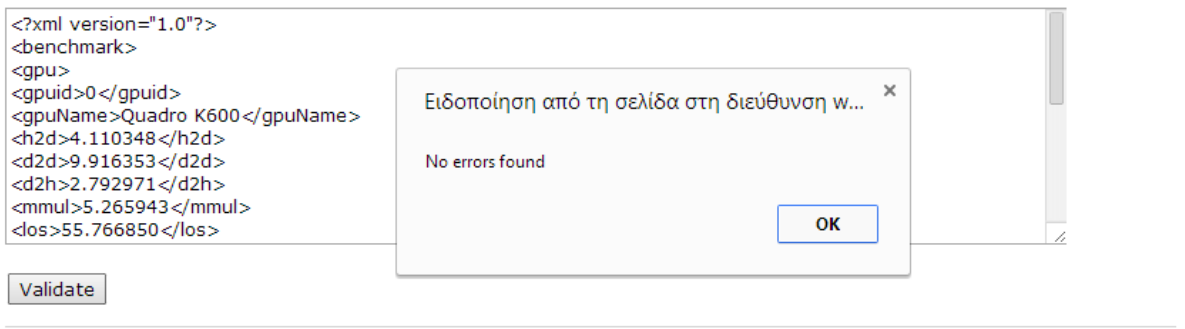 <?xml version="1.0"?>
<benchmark>
<gpu>
<gpuid>0</gpuid>
<gpuName>Quadro K600</gpuName>
<h2d>4.110348</h2d>
<d2d>9.916353</d2d>
<d2h>2.792971</d2h>
<mmul>5.265943</mmul>
<los>55.766850</los>
Ειδοποίηση από τη σελίδα στη διεύθυνση w...
×
No errors found
OK
Validate